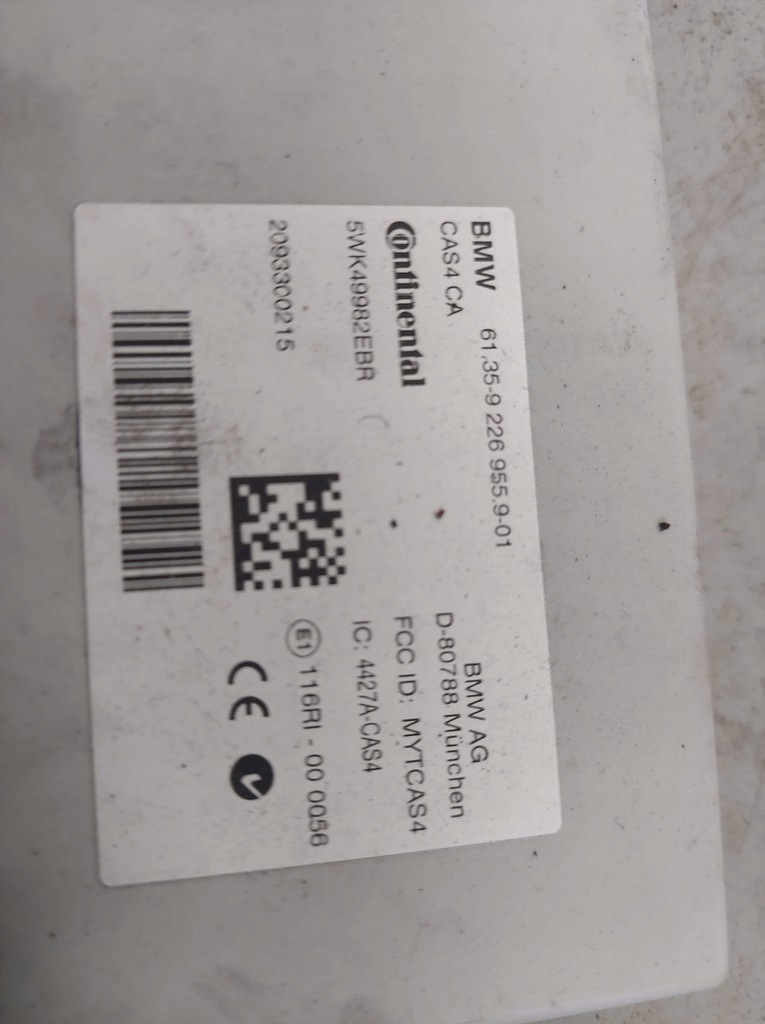 BMW 61.35-9 226 955.9-01
CAS4 CA
BMW AG
D-80788 München
Continental
FCC ID: MYTCAS4
5WK49982EBR
IC: 4427A-CAS4
2093300215
E1 116RI - 00 0056
CE